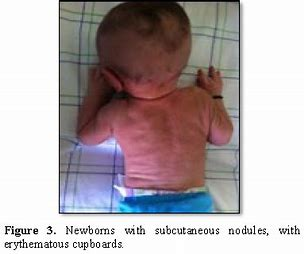 Figure 3. Newborns with subcutaneous nodules, with
erythematous cupboards.